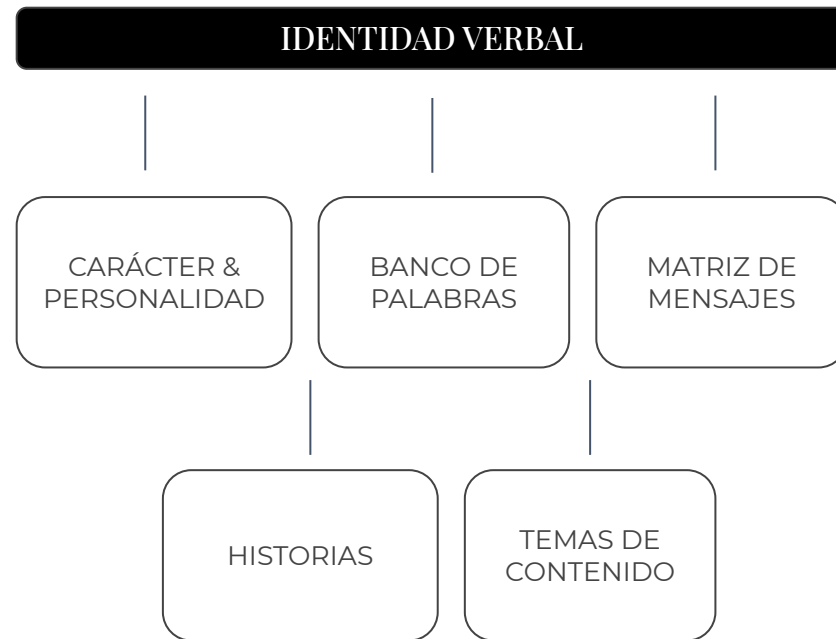 IDENTIDAD VERBAL
CARÁCTER &
PERSONALIDAD
BANCO DE
PALABRAS
MATRIZ DE
MENSAJES
HISTORIAS
TEMAS DE
CONTENIDO